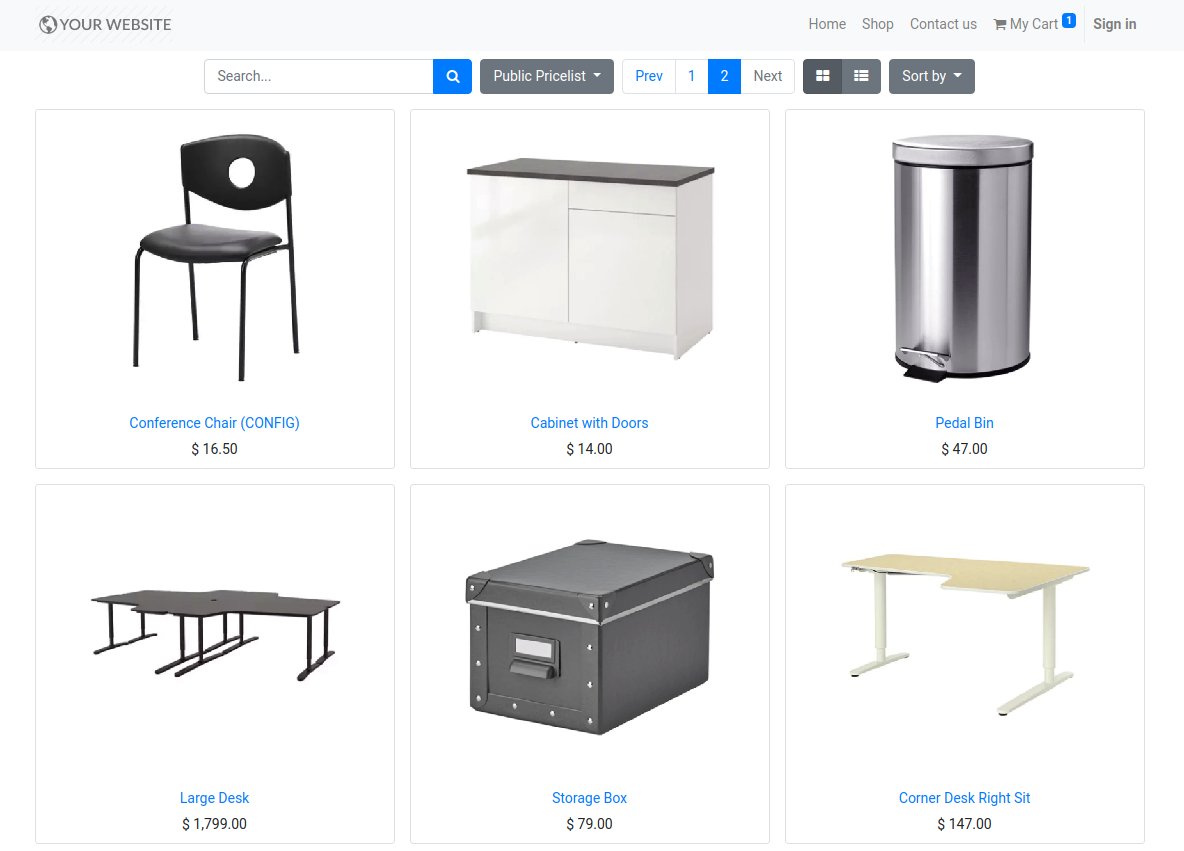 YOUR WEBSITE
Home Shop Contact us My Cart 1 Sign in
Search... Public Pricelist Prev 1 2 Next Sort by
Conference Chair (CONFIG) Cabinet with Doors Pedal Bin
$ 16.50 $ 14.00 $ 47.00
Large Desk Storage Box Corner Desk Right Sit
$ 1,799.00 $ 79.00 $ 147.00